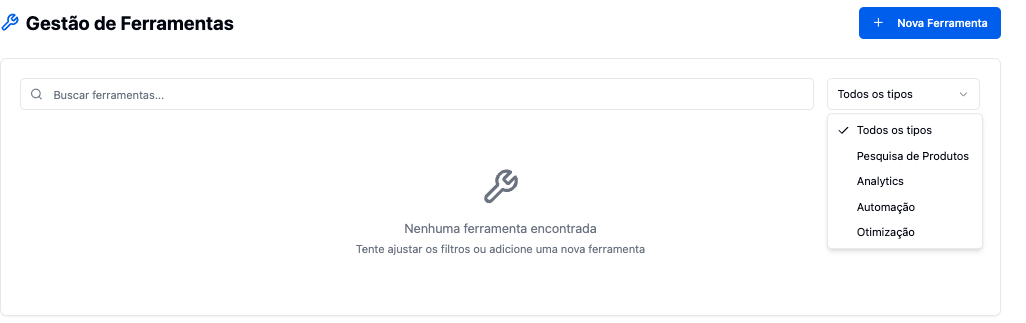 Gestão de Ferramentas
Nova Ferramenta
Buscar ferramentas...
Todos os tipos
Todos os tipos
Pesquisa de Produtos
Analytics
Automação
Otimização
Nenhuma ferramenta encontrada
Tente ajustar os filtros ou adicione uma nova ferramenta